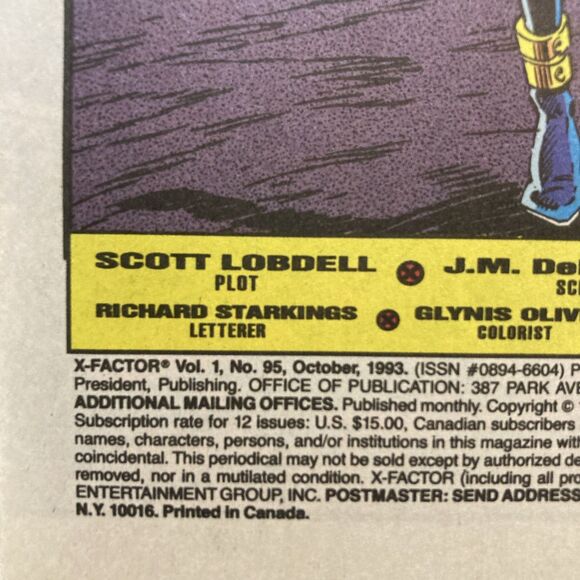 SCOTT LOBDELL J.M. De
PLOT SC
RICHARD STARKINGS GLYNIS OLIV
LETTERER COLORIST
X-FACTOR® Vol. 1, No. 95, October, 1993. (ISSN #0894-6604) P
President, Publishing. OFFICE OF PUBLICATION: 387 PARK AVE
ADDITIONAL MAILING OFFICES. Published monthly. Copyright ©
Subscription rate for 12 issues: U.S. $15.00, Canadian subscribers
names, characters, persons, and/or institutions in this magazine with
coincidental. This periodical may not be sold except by authorized de
removed, nor in a mutilated condition. X-FACTOR (including all pro
ENTERTAINMENT GROUP, INC. POSTMASTER: SEND ADDRESS
N.Y. 10016. Printed in Canada.